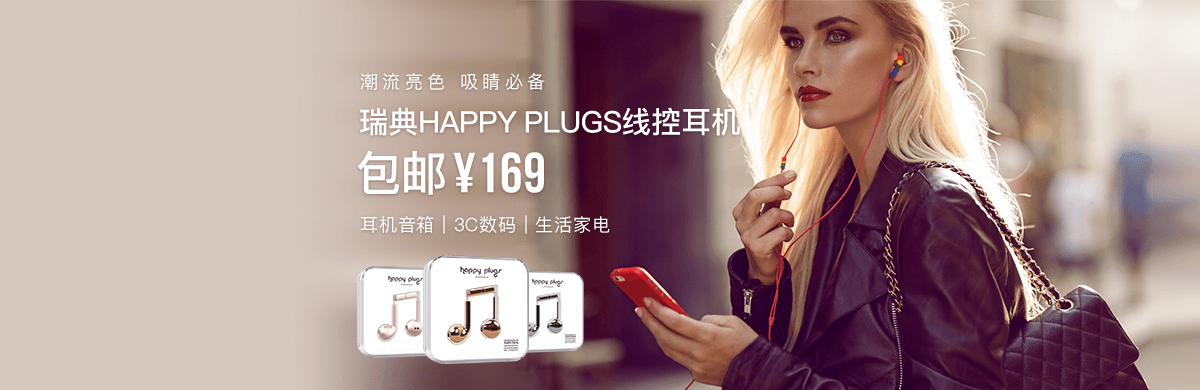 潮流亮色 吸睛必备
瑞典HAPPY PLUGS线控耳机
包邮¥169
耳机音箱 | 3C数码 | 生活家电
happy plugs
happy plugs
happy plugs